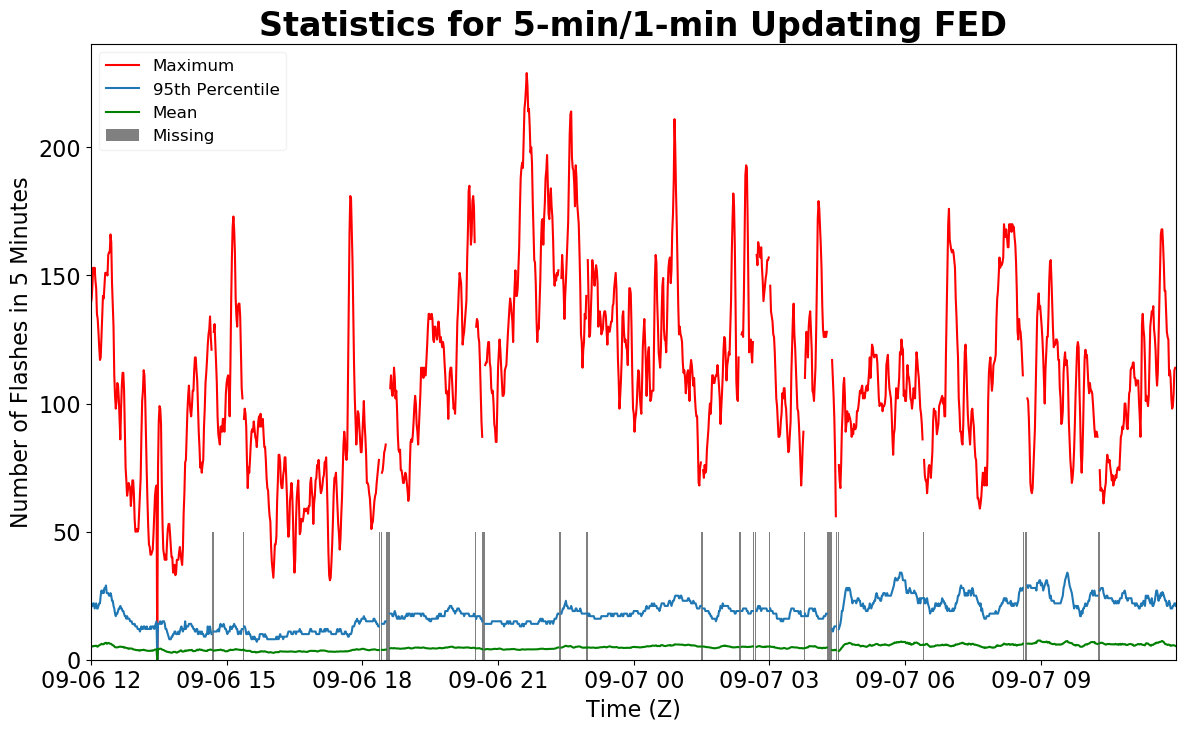 Statistics for 5-min/1-min Updating FED
Maximum
95th Percentile
Mean
Missing
Number of Flashes in 5 Minutes
200
150
100
50
0
09-06 12 09-06 15 09-06 18 09-06 21 09-07 00 09-07 03 09-07 06 09-07 09
Time (Z)